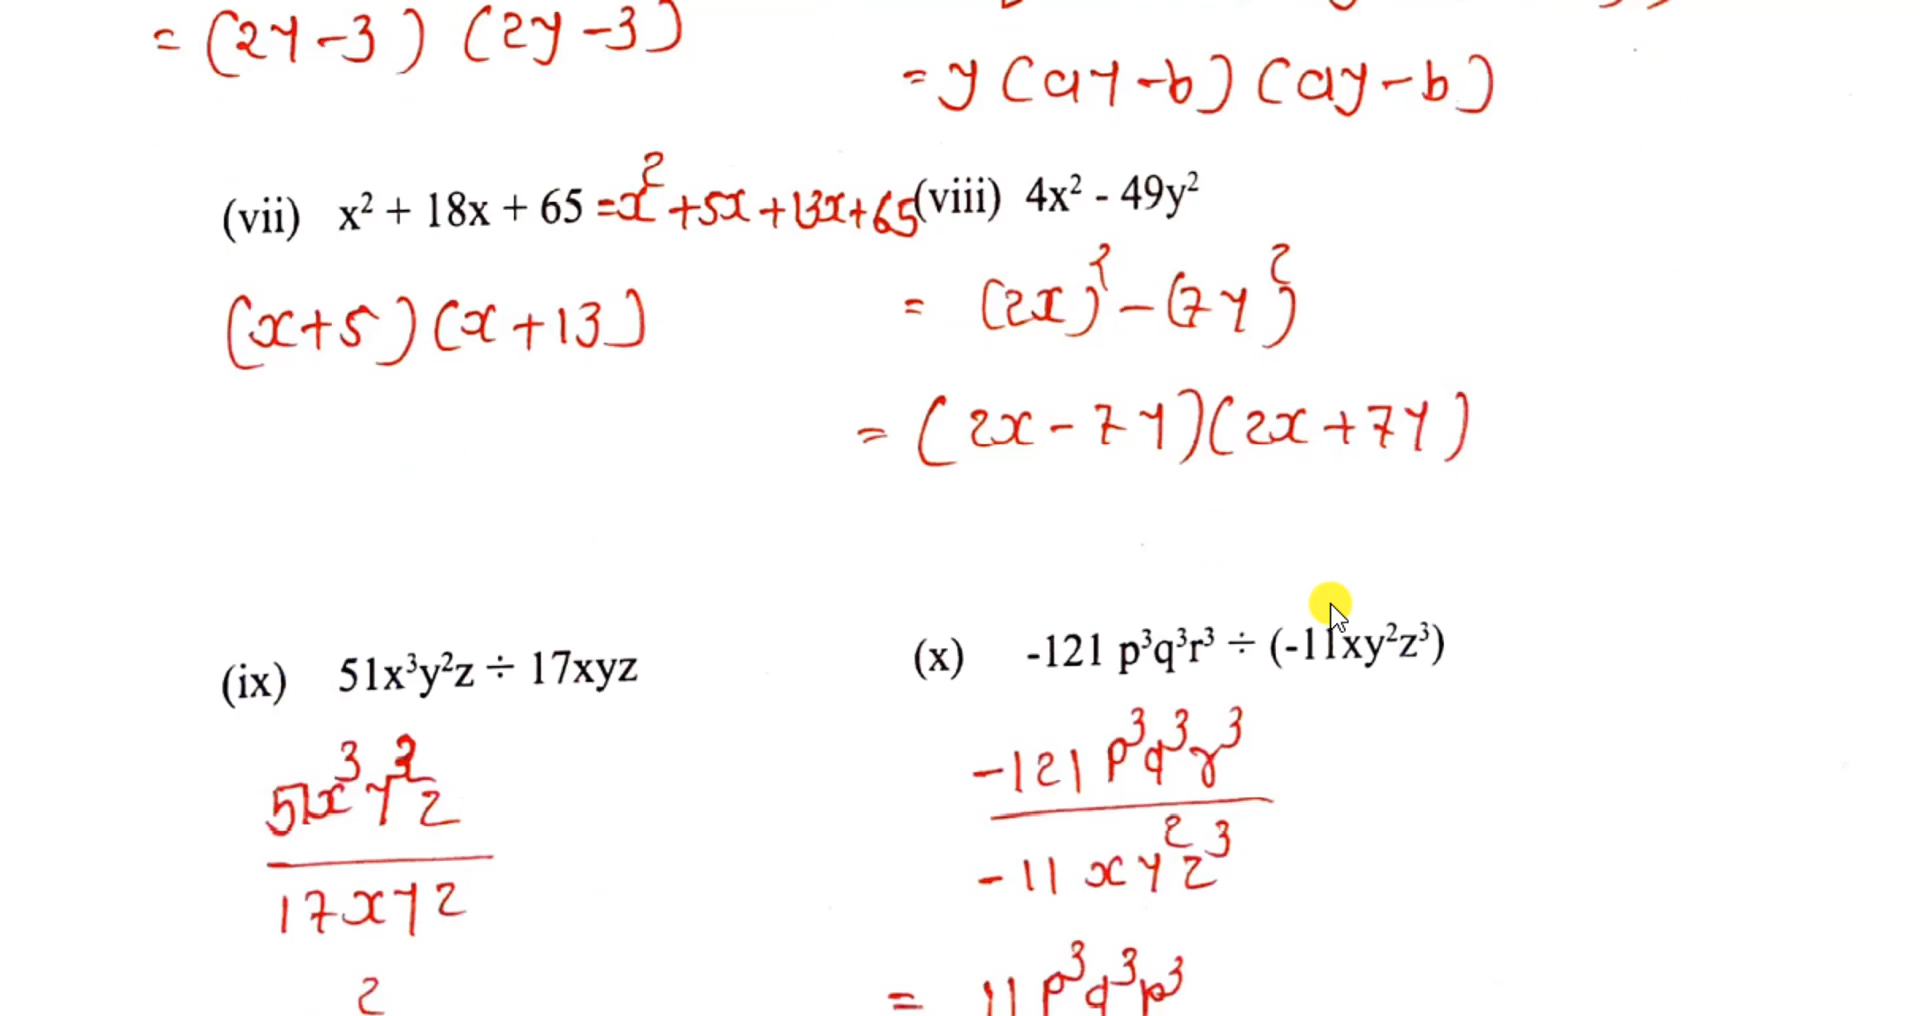 = (2y-3) (2y-3)
= y (ay-b) (ay-b)
(vii) x² + 18x + 65 = x² + 5x + 13x + 65
(x+5) (x+13)
(viii) 4x² - 49y²
= (2x)² - (7y)²
= (2x - 7y)(2x + 7y)
(ix) 51x³y²z ÷ 17xyz
51x³y²z
17xyz
2
(x) -121 p³q³r³ ÷ (-11xy²z³)
-121 p³q³r³
-11 xy²z³
= 11 p³q³p³